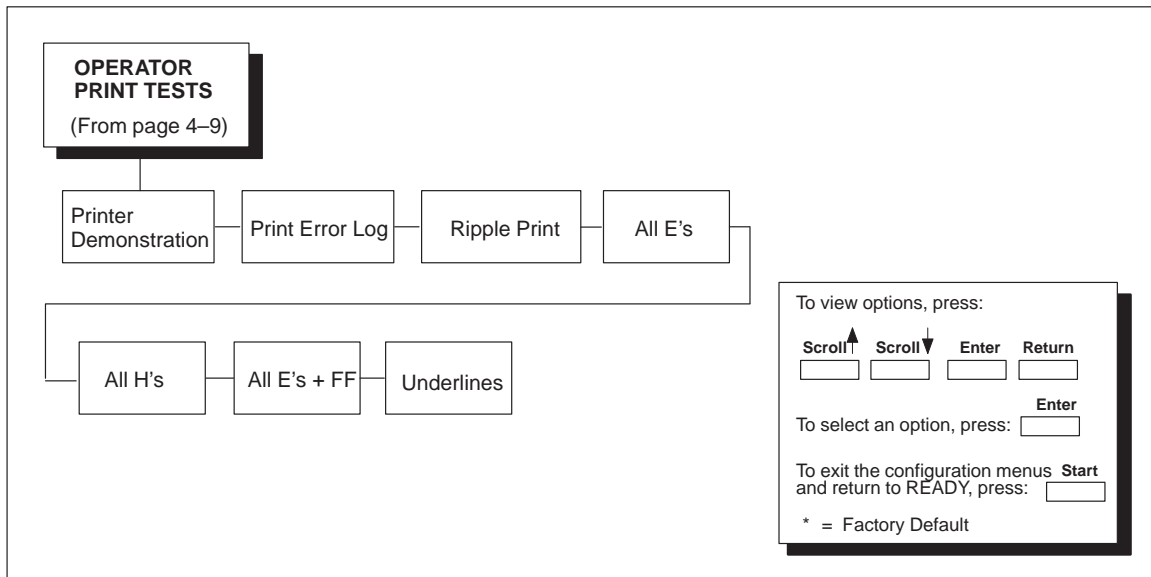 OPERATOR
PRINT TESTS
(From page 4–9)
Printer
Demonstration
Print Error Log
Ripple Print
All E's
All H's
All E's + FF
Underlines
To view options, press:
Scroll Scroll Enter Return
Enter
To select an option, press:
To exit the configuration menus Start
and return to READY, press:
* = Factory Default